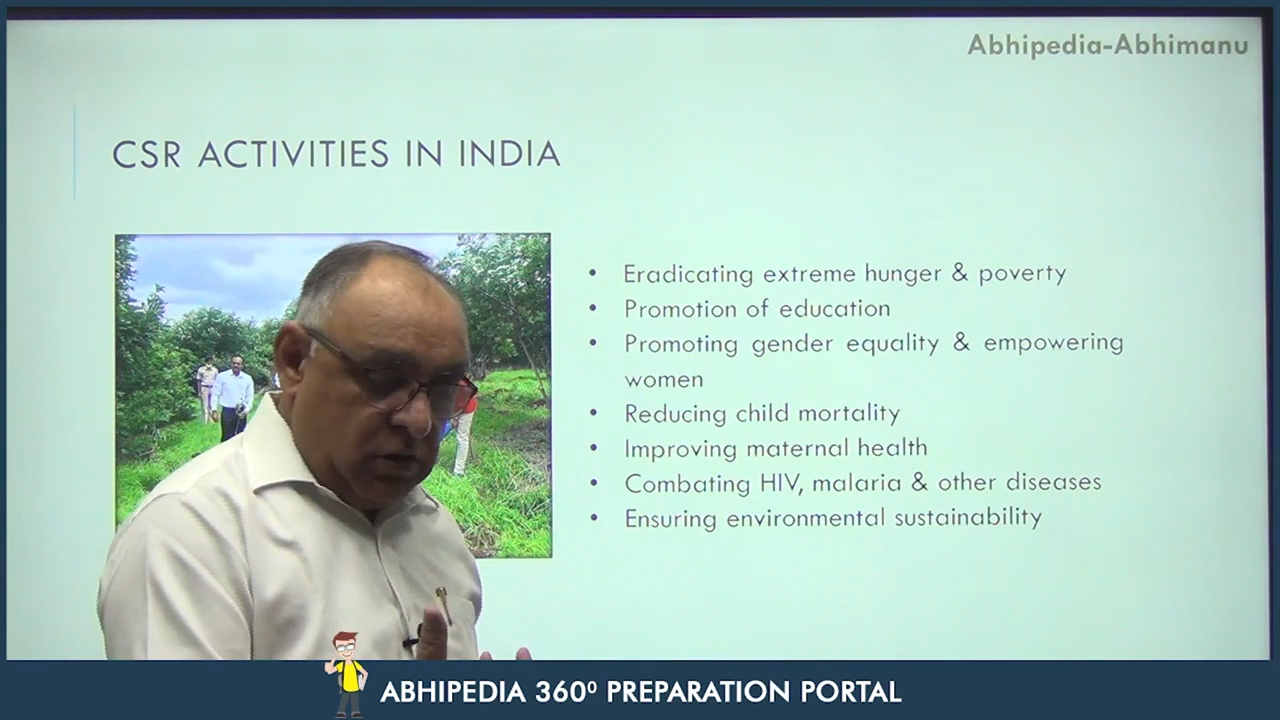 Abhipedia-Abhimanu
CSR ACTIVITIES IN INDIA
• Eradicating extreme hunger & poverty
• Promotion of education
• Promoting gender equality & empowering
women
• Reducing child mortality
• Improving maternal health
• Combating HIV, malaria & other diseases
• Ensuring environmental sustainability
ABHIPEDIA 360⁰ PREPARATION PORTAL